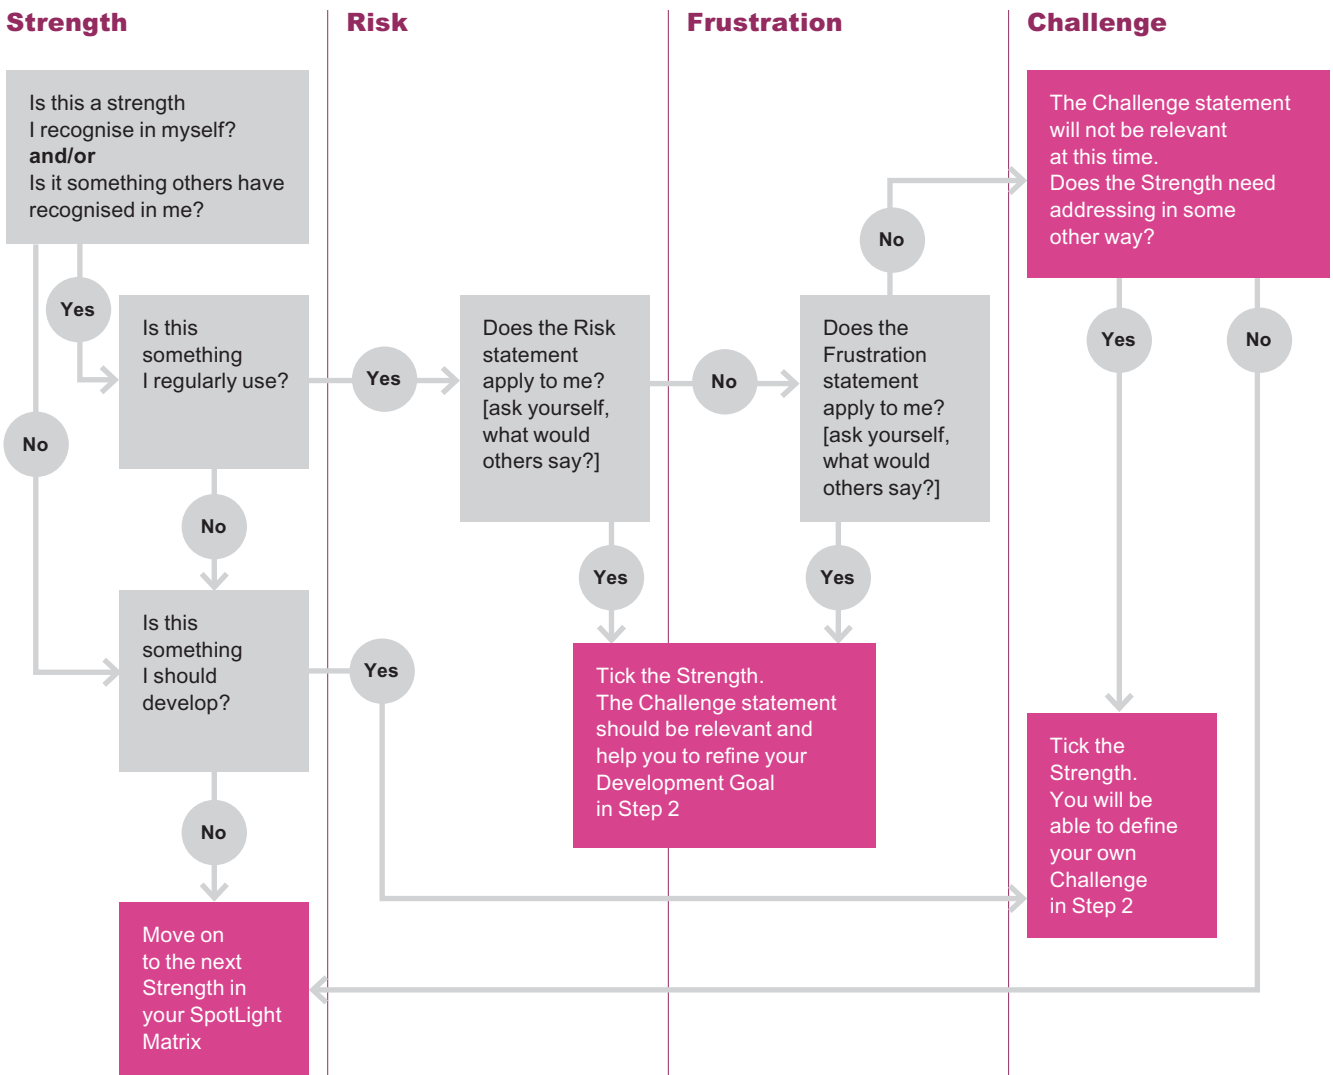 Strength
Risk
Frustration
Challenge
Is this a strength
I recognise in myself?
and/or
Is it something others have
recognised in me?
The Challenge statement
will not be relevant
at this time.
Does the Strength need
addressing in some
other way?
No
Yes
Is this
something
I regularly use?
Yes
Does the Risk
statement
apply to me?
[ask yourself,
what would
others say?]
No
Does the
Frustration
statement
apply to me?
[ask yourself,
what would
others say?]
Yes
No
No
No
Yes
Yes
Is this
something
I should
develop?
Yes
Tick the Strength.
The Challenge statement
should be relevant and
help you to refine your
Development Goal
in Step 2
Tick the
Strength.
You will be
able to define
your own
Challenge
in Step 2
No
Move on
to the next
Strength in
your SpotLight
Matrix